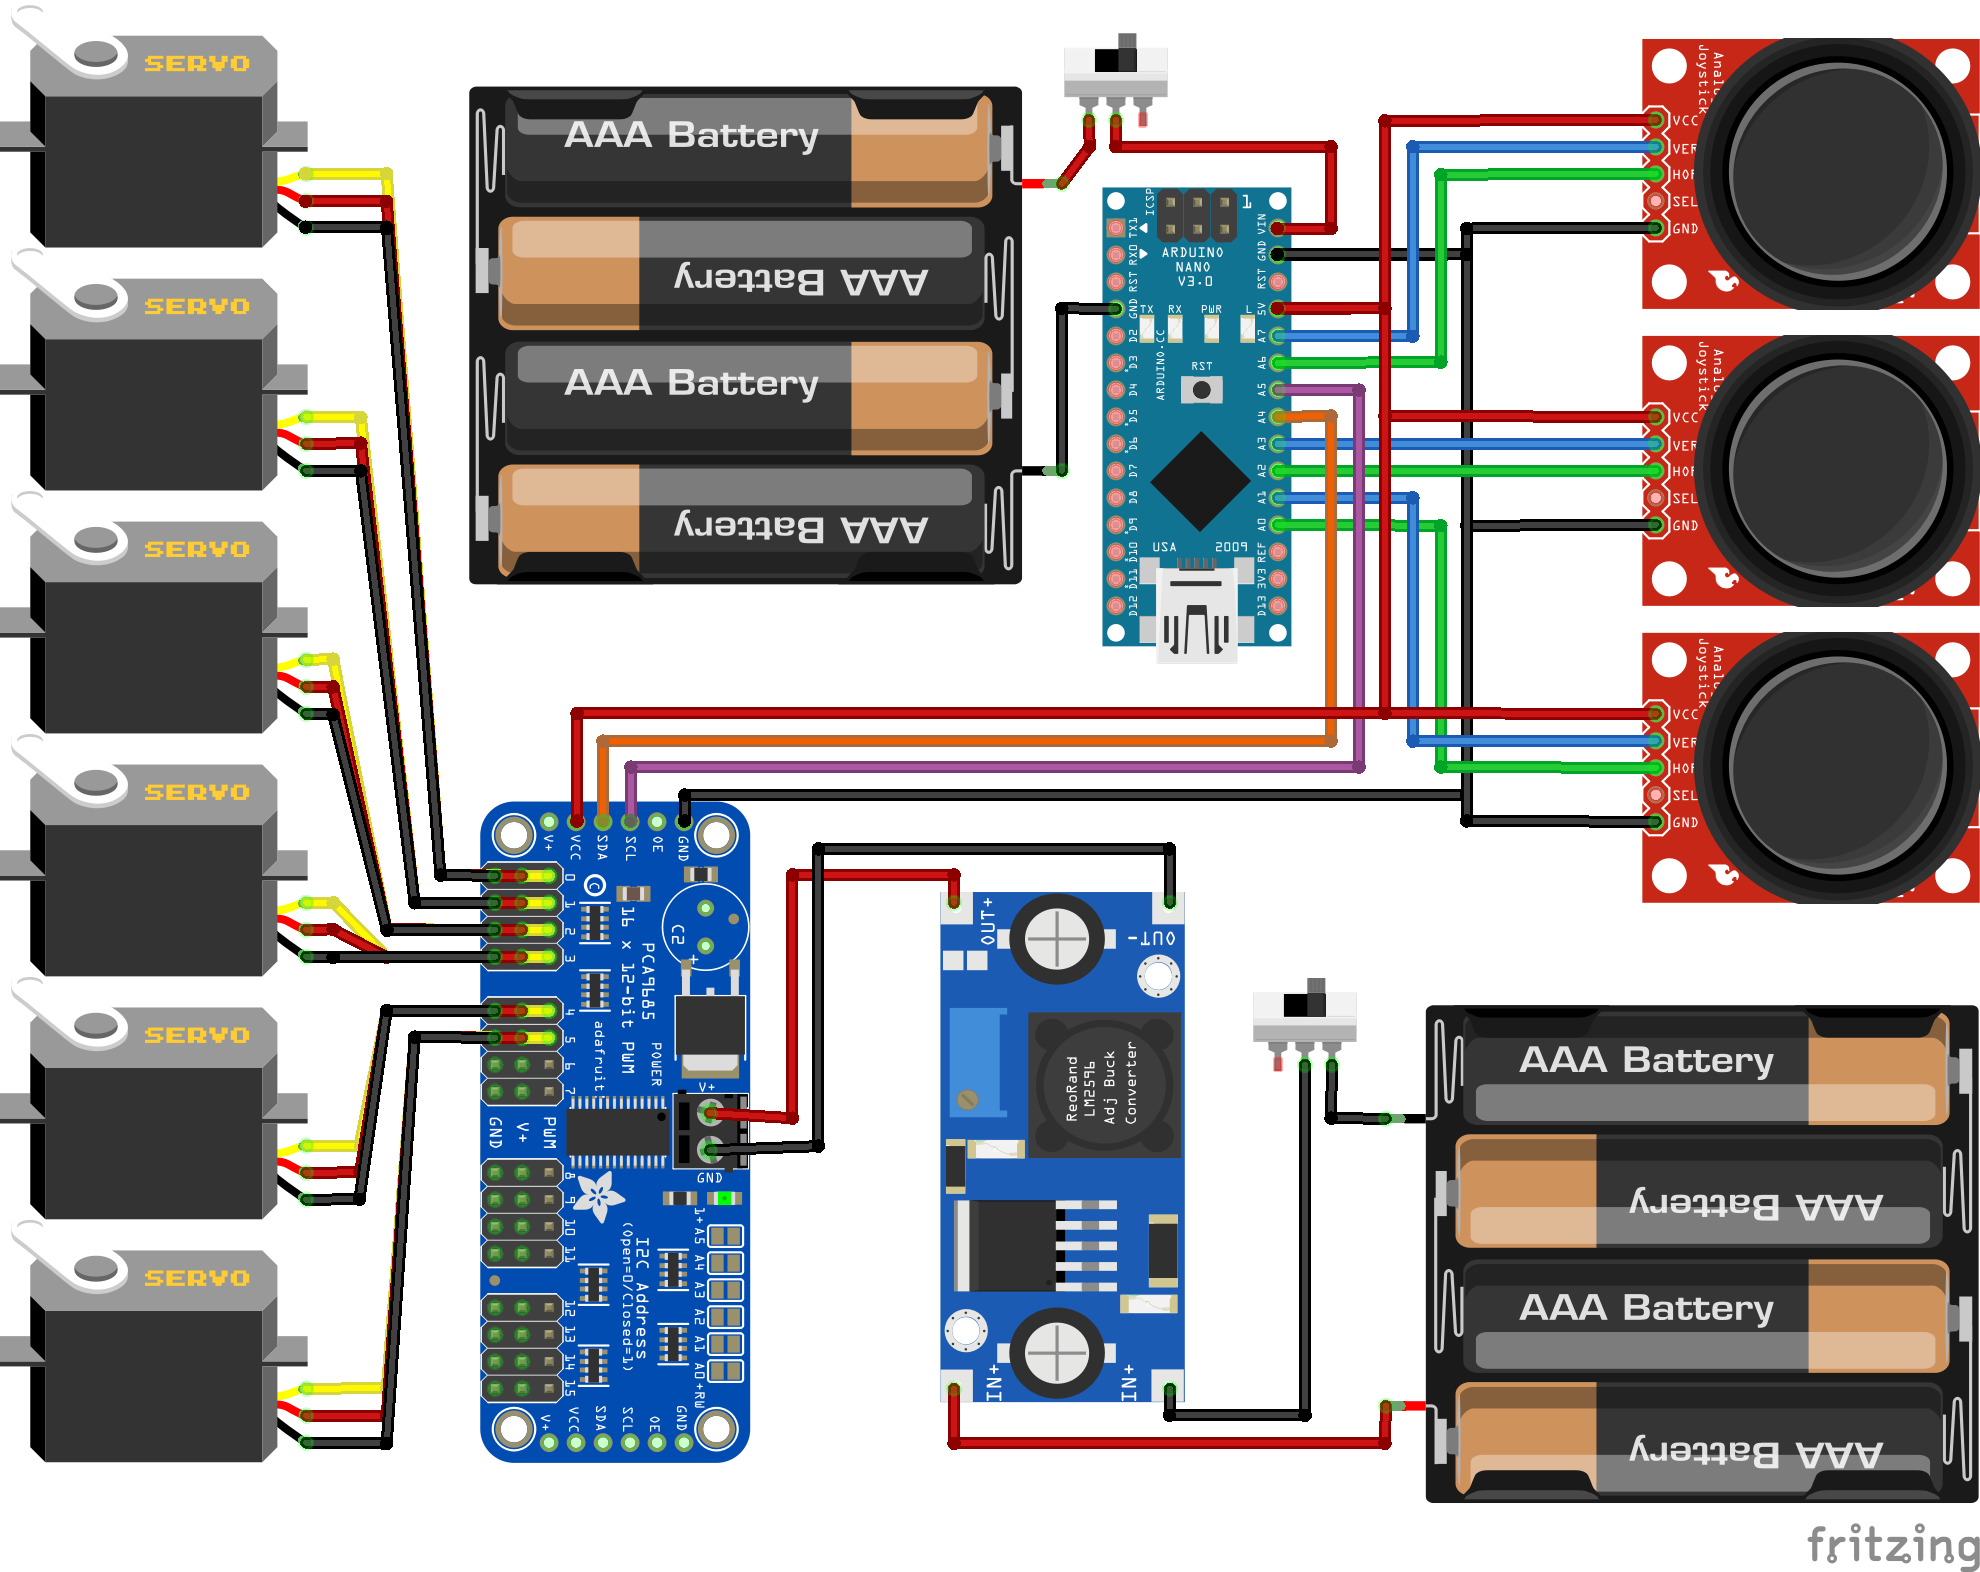 SERVO
SERVO
SERVO
SERVO
SERVO
SERVO
AAA Battery
AAA Battery
AAA Battery
AAA Battery
ICSP
1
TX1
RX0
RST
GND
D2
D3
D4
D5
D6
D7
D8
D9
D10
D11
D12
VIN
GND
RST
5V
A7
A6
A5
A4
A3
A2
A1
A0
REF
3V3
D13
ARDUINO
NANO
V3.0
TX
RX
PWR
L
ARDUINO.CC
RST
USA
2009
Joystick
VCC
VER
HOR
SEL
GND
Joystick
VCC
VER
HOR
SEL
GND
Joystick
VCC
VER
HOR
SEL
GND
V+
VCC
SDA
SCL
OE
GND
0
1
2
3
4
5
6
7
GND
V+
PWM
8
9
10
11
12
13
14
15
C2
+
16 x 12-bit PWM
PCA9685
adafruit
POWER
V+
GND
1+
A5
A4
A3
A2
A1
A0
+RW
I2C Address
(Open=0/Closed=1)
V+
VCC
SDA
SCL
OE
GND
OUT+
OUT-
ReoRand
LM2596
Adj Buck
Converter
IN+
IN+
AAA Battery
AAA Battery
AAA Battery
AAA Battery
fritzing